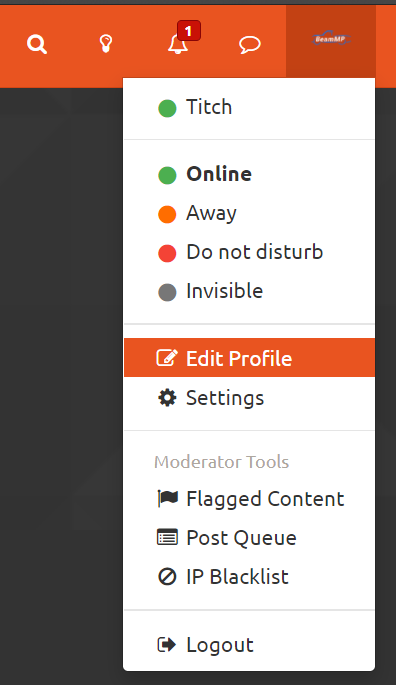 1
BeamMP
Titch
Online
Away
Do not disturb
Invisible
Edit Profile
Settings
Moderator Tools
Flagged Content
Post Queue
IP Blacklist
Logout